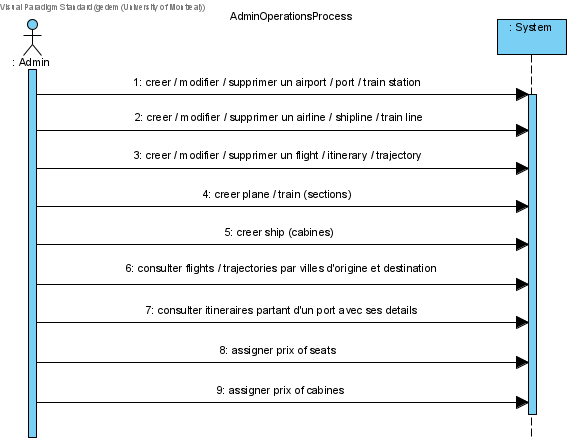 Visual Paradigm Standard(gedem (University of Montreal))
AdminOperationsProcess
: System
: Admin
1: creer / modifier / supprimer un airport / port / train station
2: creer / modifier / supprimer un airline / shipline / train line
3: creer / modifier / supprimer un flight / itinerary / trajectory
4: creer plane / train (sections)
5: creer ship (cabines)
6: consulter flights / trajectories par villes d'origine et destination
7: consulter itineraires partant d'un port avec ses details
8: assigner prix of seats
9: assigner prix of cabines